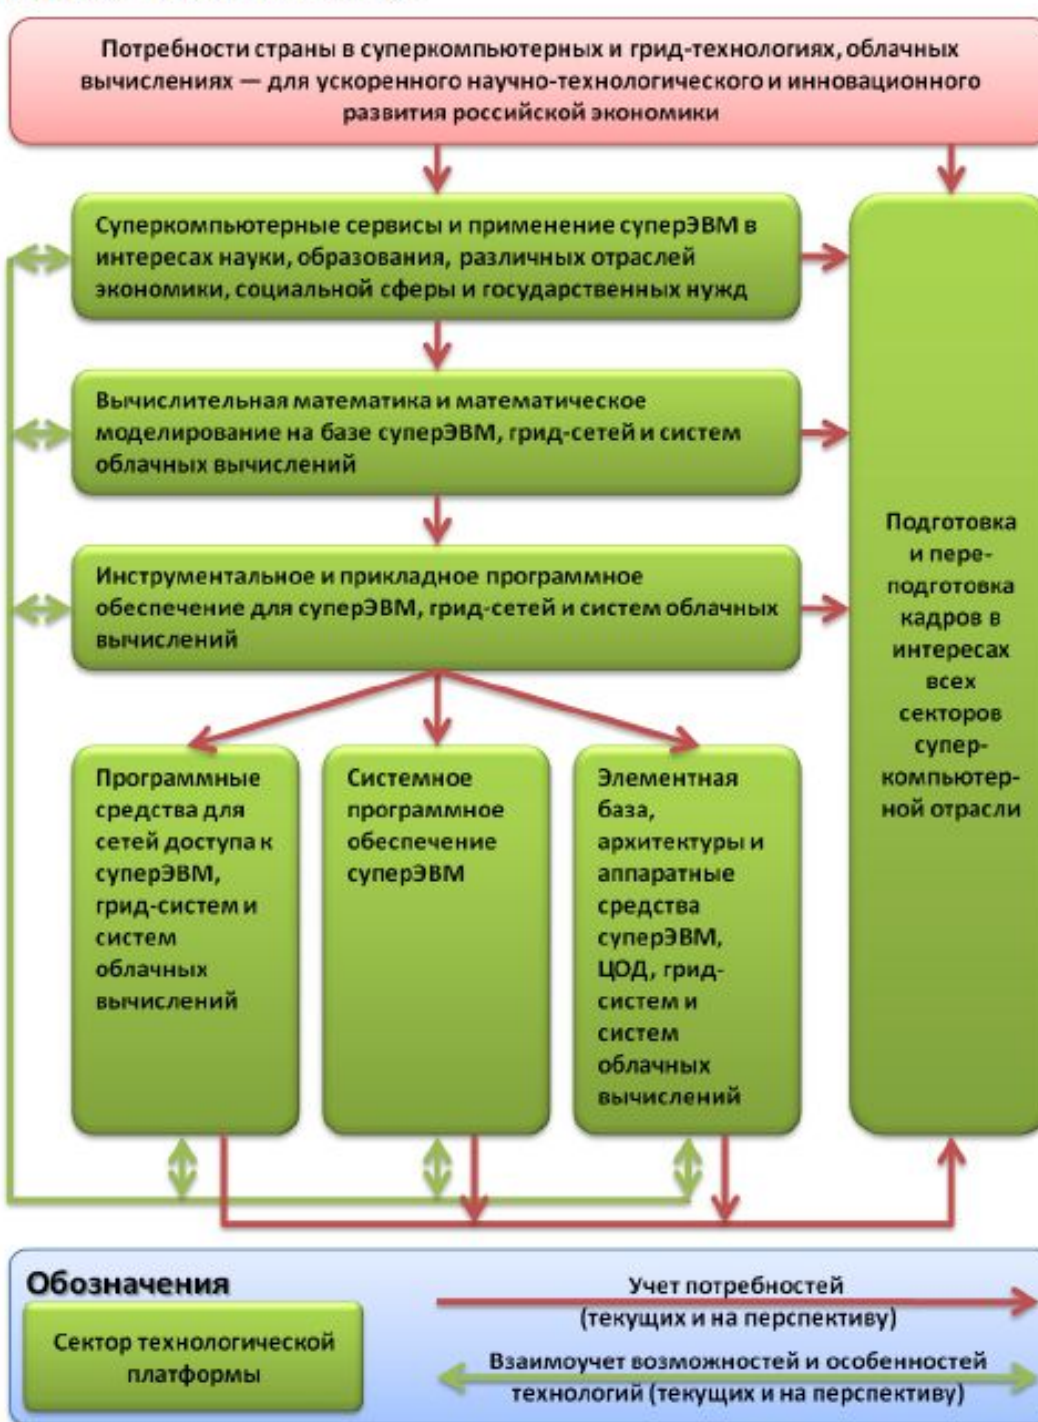 Потребности страны в суперкомпьютерных и грид-технологиях, облачных
вычислениях — для ускоренного научно-технологического и инновационного
развития российской экономики
Суперкомпьютерные сервисы и применение суперЭВМ в
интересах науки, образования, различных отраслей
экономики, социальной сферы и государственных нужд
Вычислительная математика и математическое
моделирование на базе суперЭВМ, грид-сетей и систем
облачных вычислений
Инструментальное и прикладное программное
обеспечение для суперЭВМ, грид-сетей и систем облачных
вычислений
Программные
средства для
сетей доступа к
суперЭВМ,
грид-систем и
систем
облачных
вычислений
Системное
программное
обеспечение
суперЭВМ
Элементная
база,
архитектуры и
аппаратные
средства
суперЭВМ,
ЦОД, грид-
систем и
систем
облачных
вычислений
Подготовка
и пере-
подготовка
кадров в
интересах
всех
секторов
супер-
компьютер-
ной отрасли
Обозначения
Сектор технологической
платформы
Учет потребностей
(текущих и на перспективу)
Взаимоучет возможностей и особенностей
технологий (текущих и на перспективу)